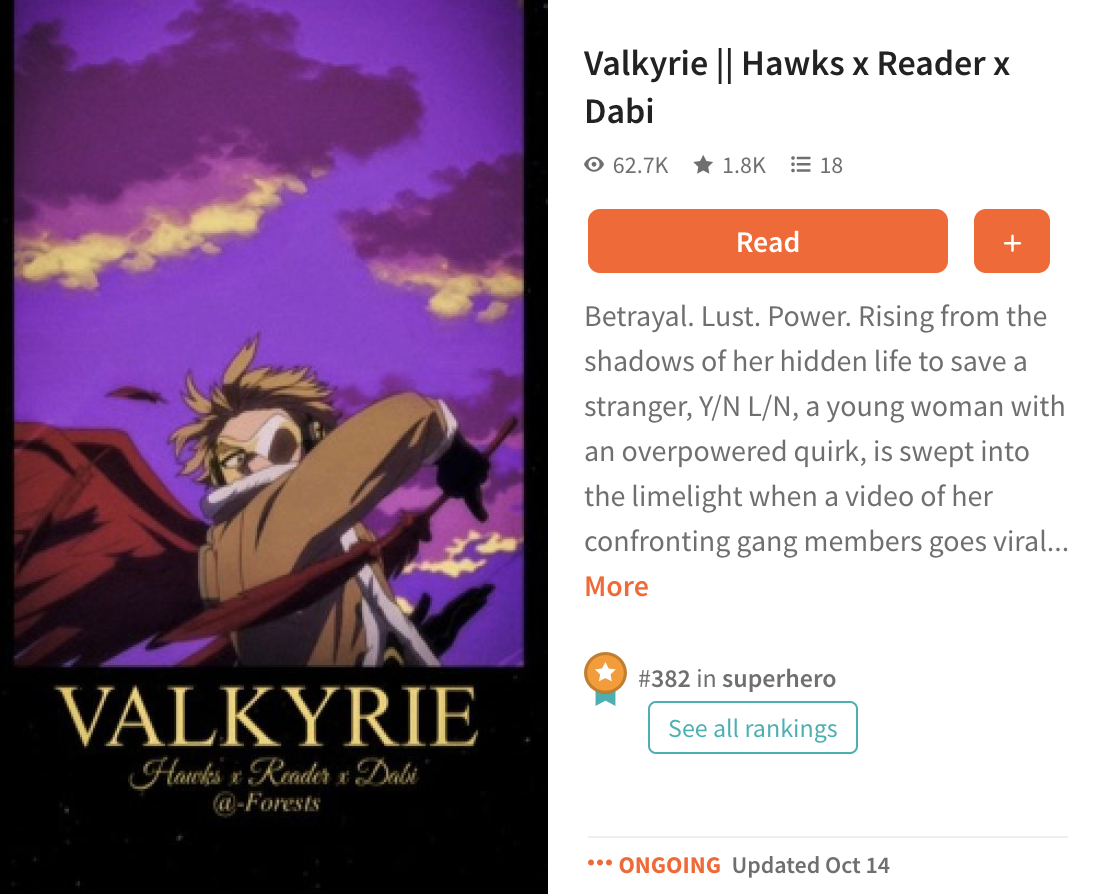 VALKYRIE
Hawks x Reader x Dabi
@-Forests
Valkyrie || Hawks x Reader x
Dabi
62.7K 1.8K 18
Read +
Betrayal. Lust. Power. Rising from the
shadows of her hidden life to save a
stranger, Y/N L/N, a young woman with
an overpowered quirk, is swept into
the limelight when a video of her
confronting gang members goes viral...
More
#382 in superhero
See all rankings
••• ONGOING Updated Oct 14